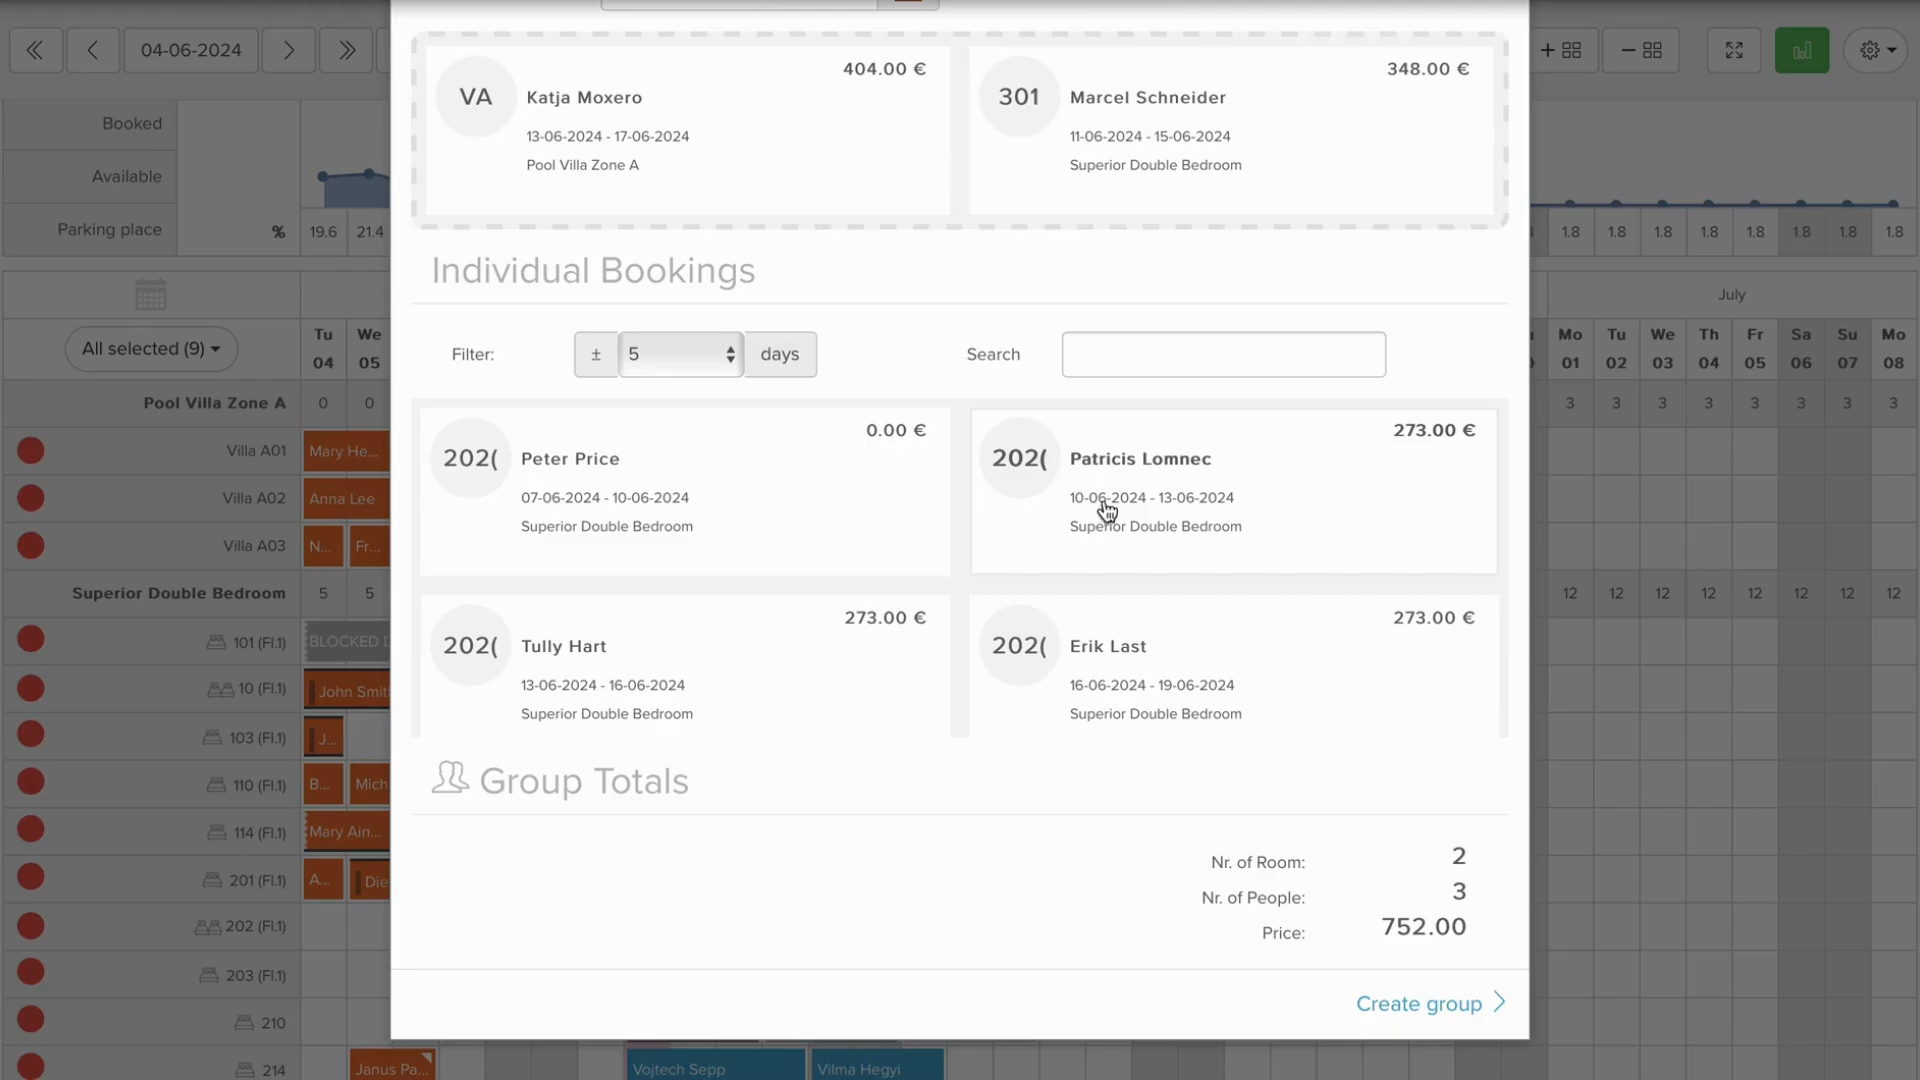 04-06-2024
404.00 €
VA
Katja Moxero
13-06-2024 - 17-06-2024
Pool Villa Zone A
348.00 €
301
Marcel Schneider
11-06-2024 - 15-06-2024
Superior Double Bedroom
Booked
Available
Parking place
% 19.6 21.4
1.8 1.8 1.8 1.8 1.8 1.8 1.8 1.8
Individual Bookings
July
Filter: ± 5 days
Search
All selected (9)
Tu We
04 05
Mo Tu We Th Fr Sa Su Mo
01 02 03 04 05 06 07 08
Pool Villa Zone A 0 0
3 3 3 3 3 3 3 3
Villa A01 Mary He...
Villa A02 Anna Lee
Villa A03 N... Fr...
0.00 €
202(
Peter Price
07-06-2024 - 10-06-2024
Superior Double Bedroom
273.00 €
202(
Patricis Lomnec
10-06-2024 - 13-06-2024
Superior Double Bedroom
Superior Double Bedroom 5 5
12 12 12 12 12 12 12 12
273.00 €
202(
Tully Hart
13-06-2024 - 16-06-2024
Superior Double Bedroom
273.00 €
202(
Erik Last
16-06-2024 - 19-06-2024
Superior Double Bedroom
101 (Fl.1) BLOCKED
10 (Fl.1) John Smit
103 (Fl.1) J...
110 (Fl.1) B... Mich
114 (Fl.1) Mary Ain...
201 (Fl.1) A... Die
202 (Fl.1)
203 (Fl.1)
210
214 Janus Pa...
Vojtech Sepp
Vilma Hegyi
Group Totals
Nr. of Room: 2
Nr. of People: 3
Price: 752.00
Create group